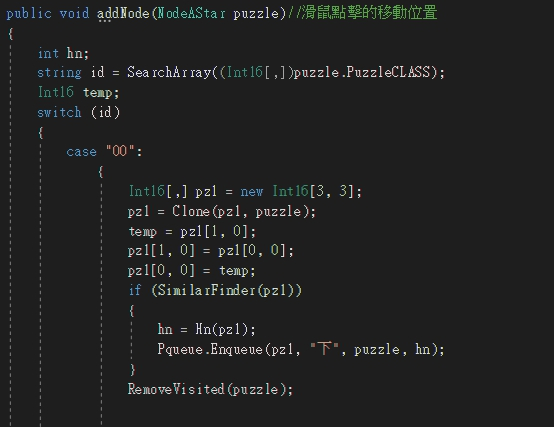 public void addNode(NodeAStar puzzle)//滑鼠點擊的移動位置
{
int hn;
string id = SearchArray((Int16[,])puzzle.PuzzleCLASS);
Int16 temp;
switch (id)
{
case "00":
{
Int16[,] pz1 = new Int16[3, 3];
pz1 = Clone(pz1, puzzle);
temp = pz1[1, 0];
pz1[1, 0] = pz1[0, 0];
pz1[0, 0] = temp;
if (SimilarFinder(pz1))
{
hn = Hn(pz1);
Pqueue.Enqueue(pz1, "下", puzzle, hn);
}
RemoveVisited(puzzle);